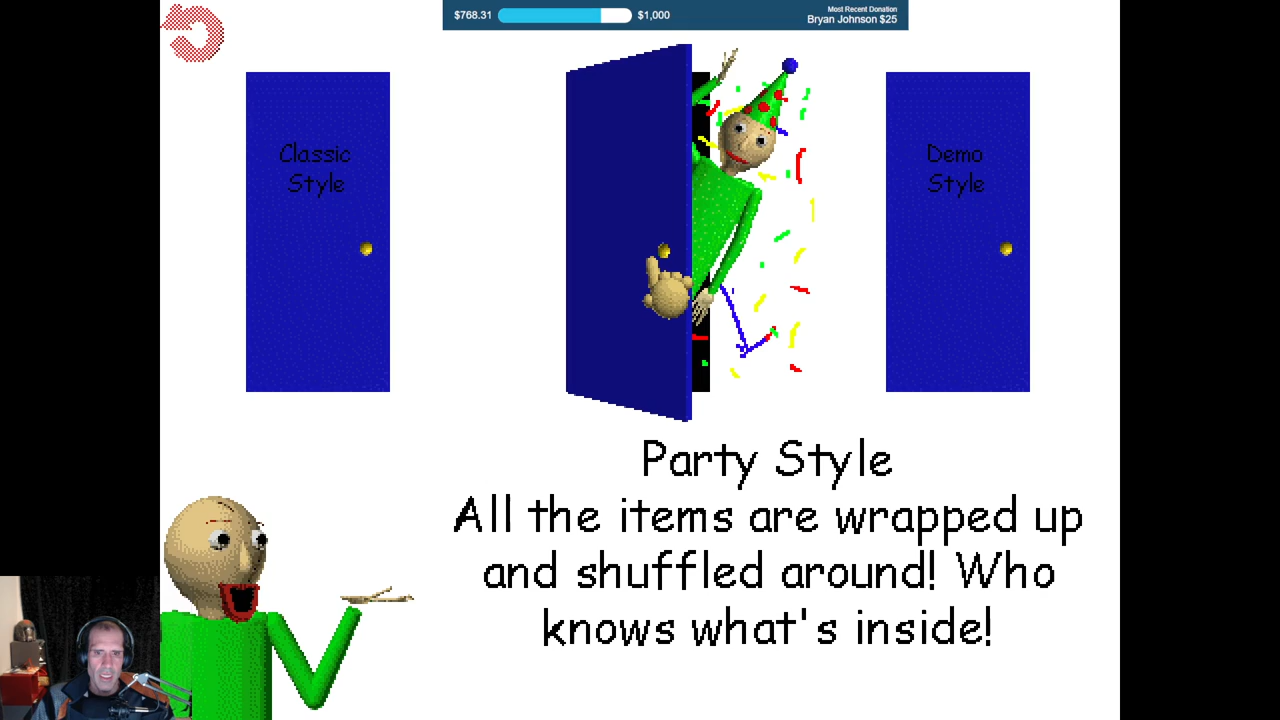 $768.31
$1,000
Most Recent Donation
Bryan Johnson $25
Classic
Style
Demo
Style
Party Style
All the items are wrapped up
and shuffled around! Who
knows what's inside!